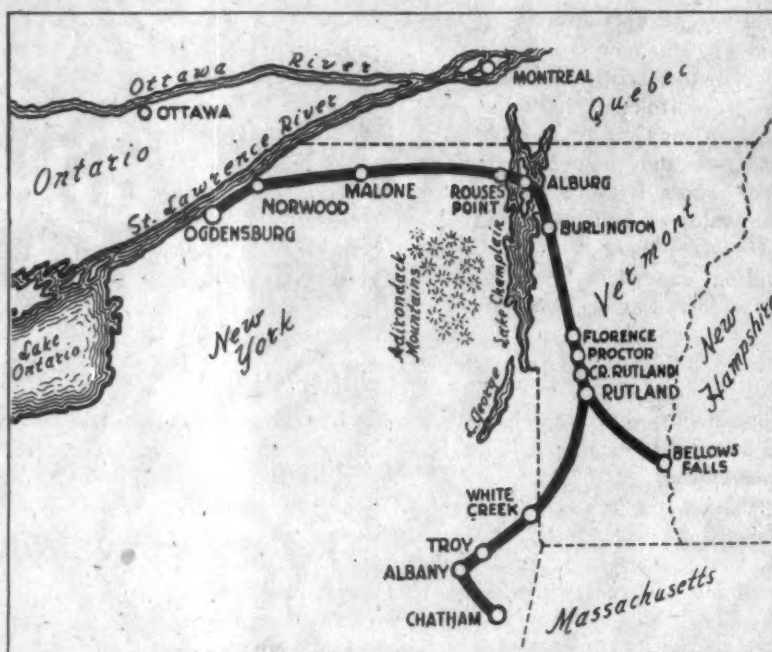 Ottawa River
MONTREAL
Quebec
OTTAWA
Ontario
St. Lawrence River
MALONE
ROUSES
POINT
ALBURG
NORWOOD
OGDENSBURG
BURLINGTON
Adirondack
Mountains
Lake Champlain
Vermont
New
York
Lake
Ontario
FLORENCE
PROCTOR
CR. RUTLAND
RUTLAND
New
Hampshire
L. George
BELLOWS
FALLS
WHITE
CREEK
TROY
ALBANY
CHATHAM
Massachusetts